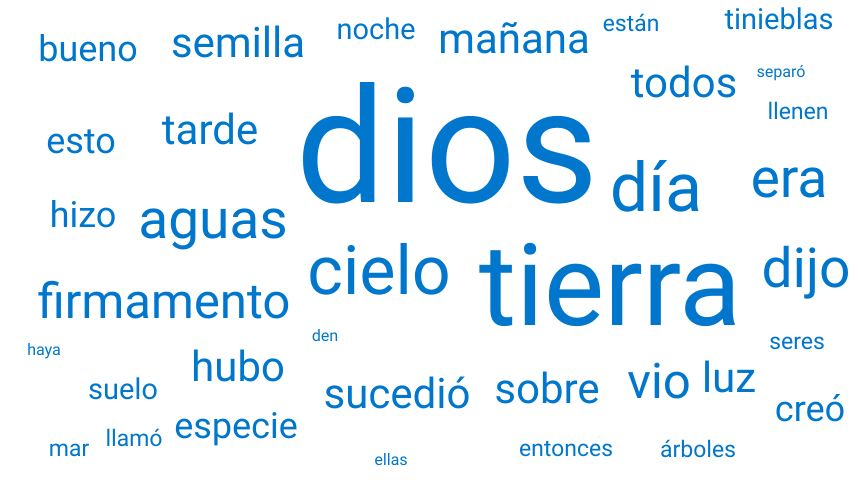 bueno semilla noche mañana están tinieblas
todos separó
llenen
esto tarde dios
día era
hizo aguas
cielo tierra dijo
firmamento
haya den seres
suelo hubo sucedió sobre vio luz
creó
mar llamó especie
ellas entonces árboles